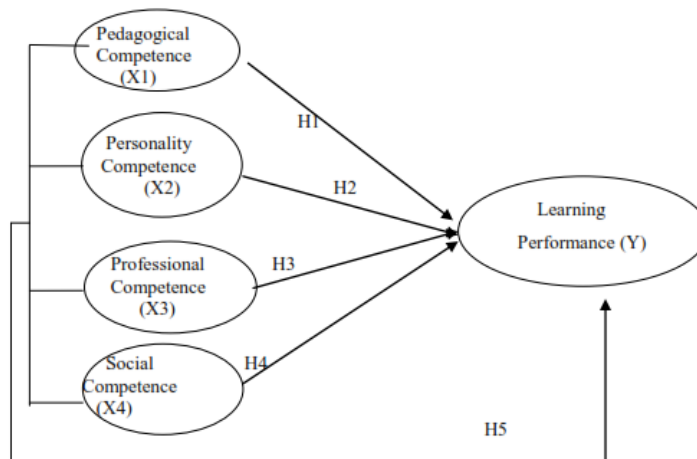 Pedagogical
Competence
(X1)
H1
Personality
Competence
(X2)
H2
Learning
Performance (Y)
Professional
Competence
(X3)
H3
Social
Competence
(X4)
H4
H5